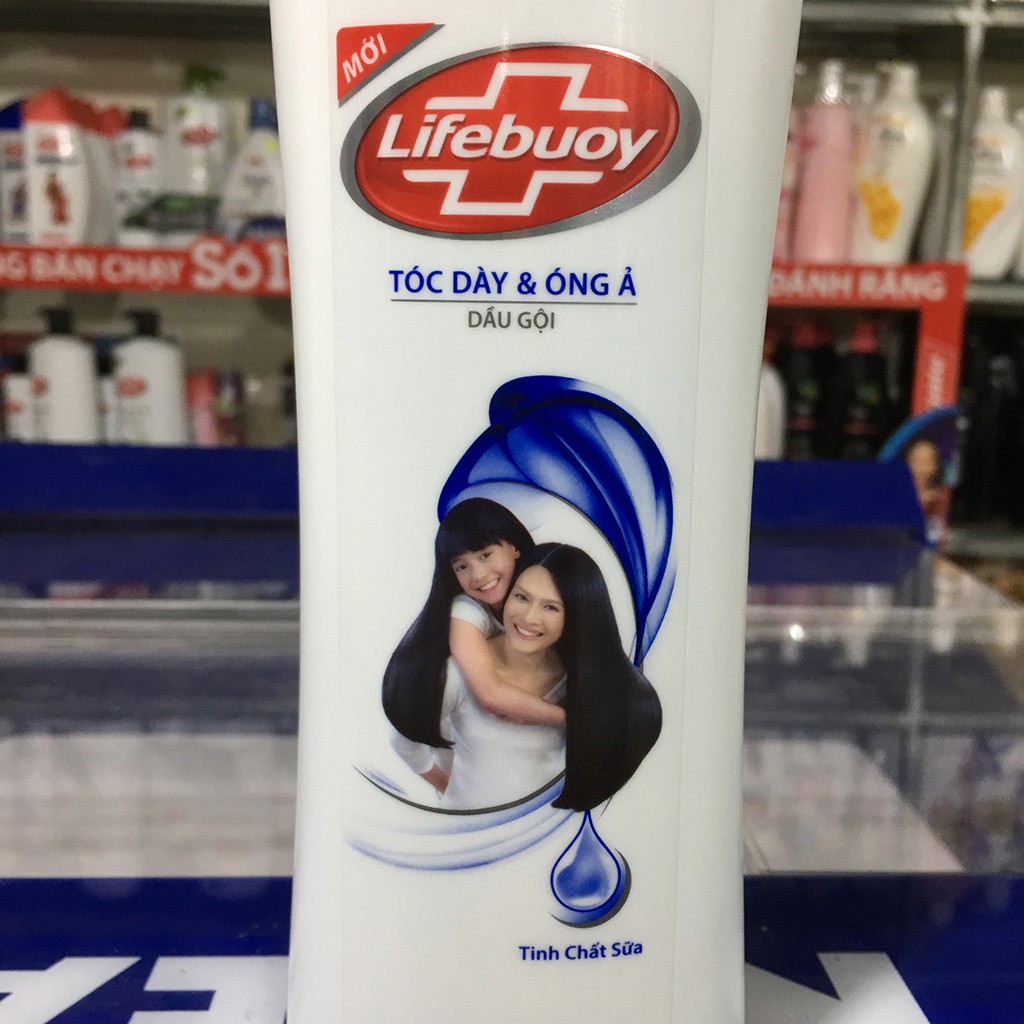 MỚI
Lifebuoy
TÓC DÀY & ÓNG Ả
DẦU GỘI
Tinh Chất Sữa
BÁN CHẠY SỐ 1
ĐÁNH RĂNG